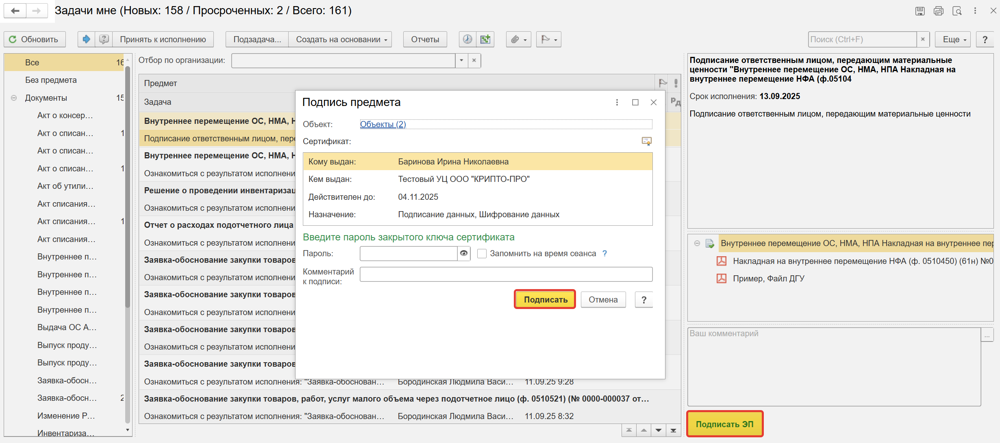 Задачи мне (Новых: 158 / Просроченных: 2 / Всего: 161)
Обновить
Принять к исполнению
Подзадача...
Создать на основании
Отчеты
Поиск (Ctrl+F)
×
Еще
?
Все 16
Без предмета
Документы 15
Акт о консер...
Акт о списан... 1
Акт о списан...
Акт о списан... 1
Акт об утили...
Акт списания...
Акт списания... 1
Акт списания...
Внутреннее п...
Внутреннее п...
Внутреннее п...
Внутреннее п...
Выдача ОС А...
Выпуск проду...
Выпуск проду...
Заявка-обосн...
Заявка-обосн... 2
Изменение Р...
Инвентариза...
Отбор по организации:
×
Предмет
Задача
Внутреннее перемещение ОС, НМА, Н
Подписание ответственным лицом, пере
Внутреннее перемещение ОС, НМА, Н
Ознакомиться с результатом исполнени
Решение о проведении инвентаризац
Ознакомиться с результатом исполнени
Отчет о расходах подотчетного лица
Ознакомиться с результатом исполнени
Заявка-обоснование закупки товаров
Ознакомиться с результатом исполнени
Заявка-обоснование закупки товаров
Ознакомиться с результатом исполнени
Заявка-обоснование закупки товаров
Ознакомиться с результатом исполнени
Заявка-обоснование закупки товаров
Ознакомиться с результатом исполнения: "Заявка-обоснован... Бородинская Людмила Васи... 11.09.25 9:28
Заявка-обоснование закупки товаров, работ, услуг малого объема через подотчетное лицо (ф. 0510521) (№ 0000-000037 от...
Ознакомиться с результатом исполнения: "Заявка-обоснован... Бородинская Людмила Васи... 11.09.25 8:32
Рд
Подпись предмета
Объект: Объекты (2)
Сертификат:
Кому выдан: Баринова Ирина Николаевна
Кем выдан: Тестовый УЦ ООО "КРИПТО-ПРО"
Действителен до: 04.11.2025
Назначение: Подписание данных, Шифрование данных
Введите пароль закрытого ключа сертификата
Пароль: Запомнить на время сеанса ?
Комментарий
к подписи:
Подписать Отмена ?
Подписание ответственным лицом, передающим материальные
ценности "Внутреннее перемещение ОС, НМА, НПА Накладная на
внутреннее перемещение НФА (ф.05104
Срок исполнения: 13.09.2025
Подписание ответственным лицом, передающим материальные ценности
Внутреннее перемещение ОС, НМА, НПА Накладная на внутреннее пер
Накладная на внутреннее перемещение НФА (ф. 0510450) (61н) №0
Пример, Файл ДГУ
Ваш комментарий
...
Подписать ЭП